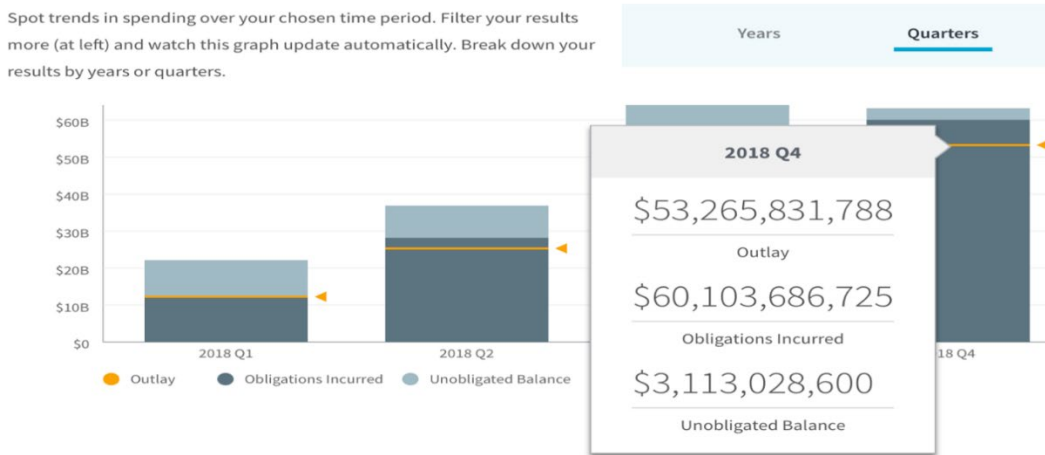 Spot trends in spending over your chosen time period. Filter your results
more (at left) and watch this graph update automatically. Break down your
results by years or quarters.
Years
Quarters
$60B
$50B
$40B
$30B
$20B
$10B
$0
2018 Q1
2018 Q2
18 Q4
Outlay
Obligations Incurred
Unobligated Balance
2018 Q4
$53,265,831,788
Outlay
$60,103,686,725
Obligations Incurred
$3,113,028,600
Unobligated Balance